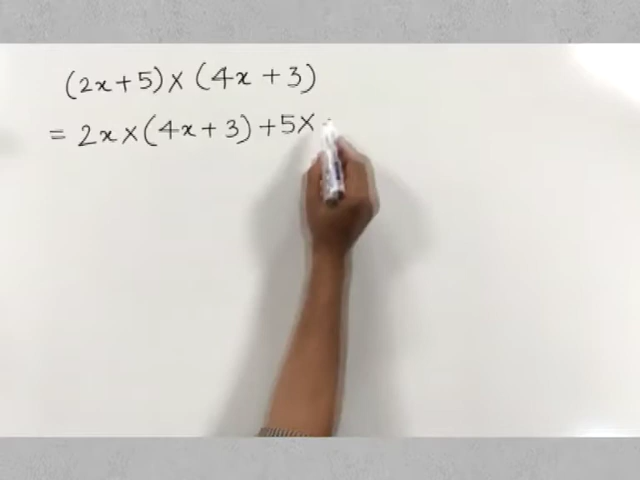 (2x+5)×(4x+3)
= 2x×(4x+3)+5×